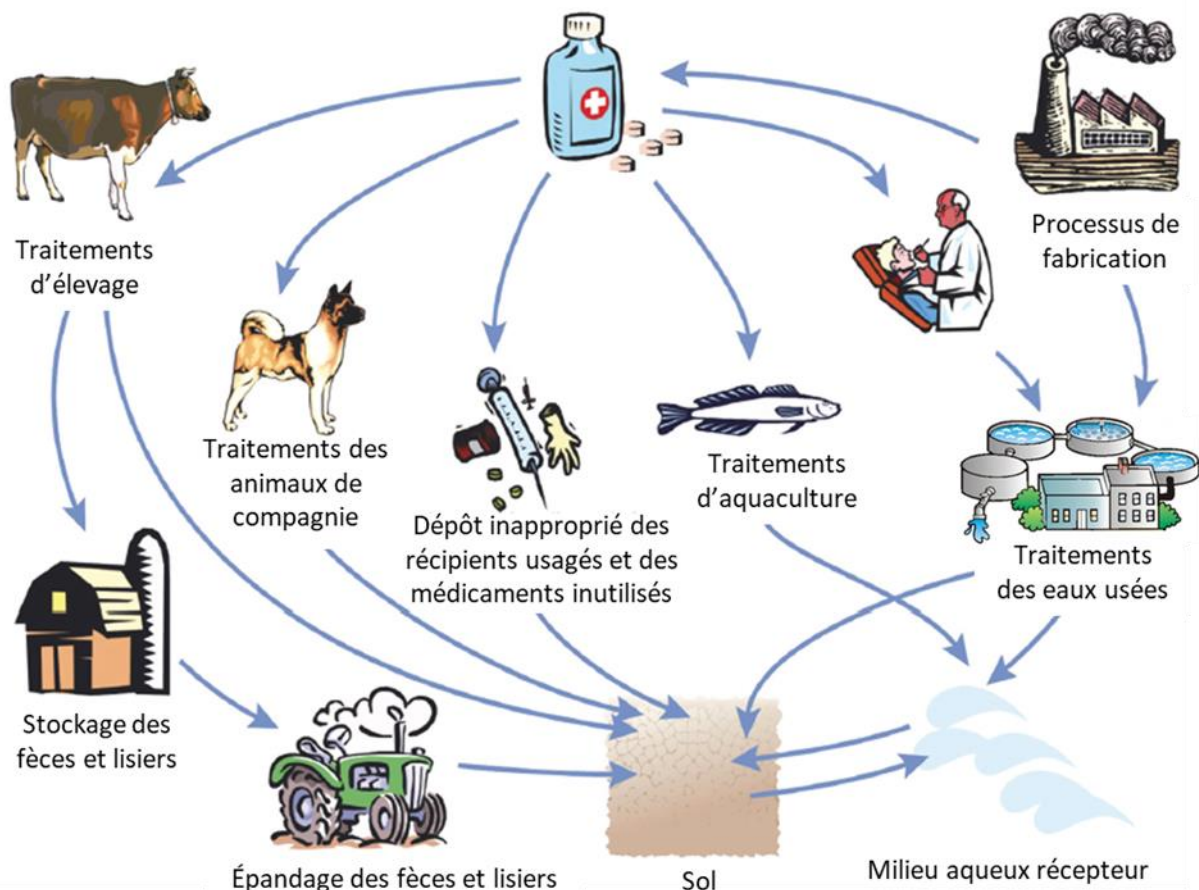 Traitements
d'élevage
Processus de
fabrication
Traitements des
animaux de
compagnie
Dépôt inapproprié des
récipients usagés et des
médicaments inutilisés
Traitements
d'aquaculture
Traitements
des eaux usées
Stockage des
fèces et lisiers
Épandage des fèces et lisiers
Sol
Milieu aqueux récepteur